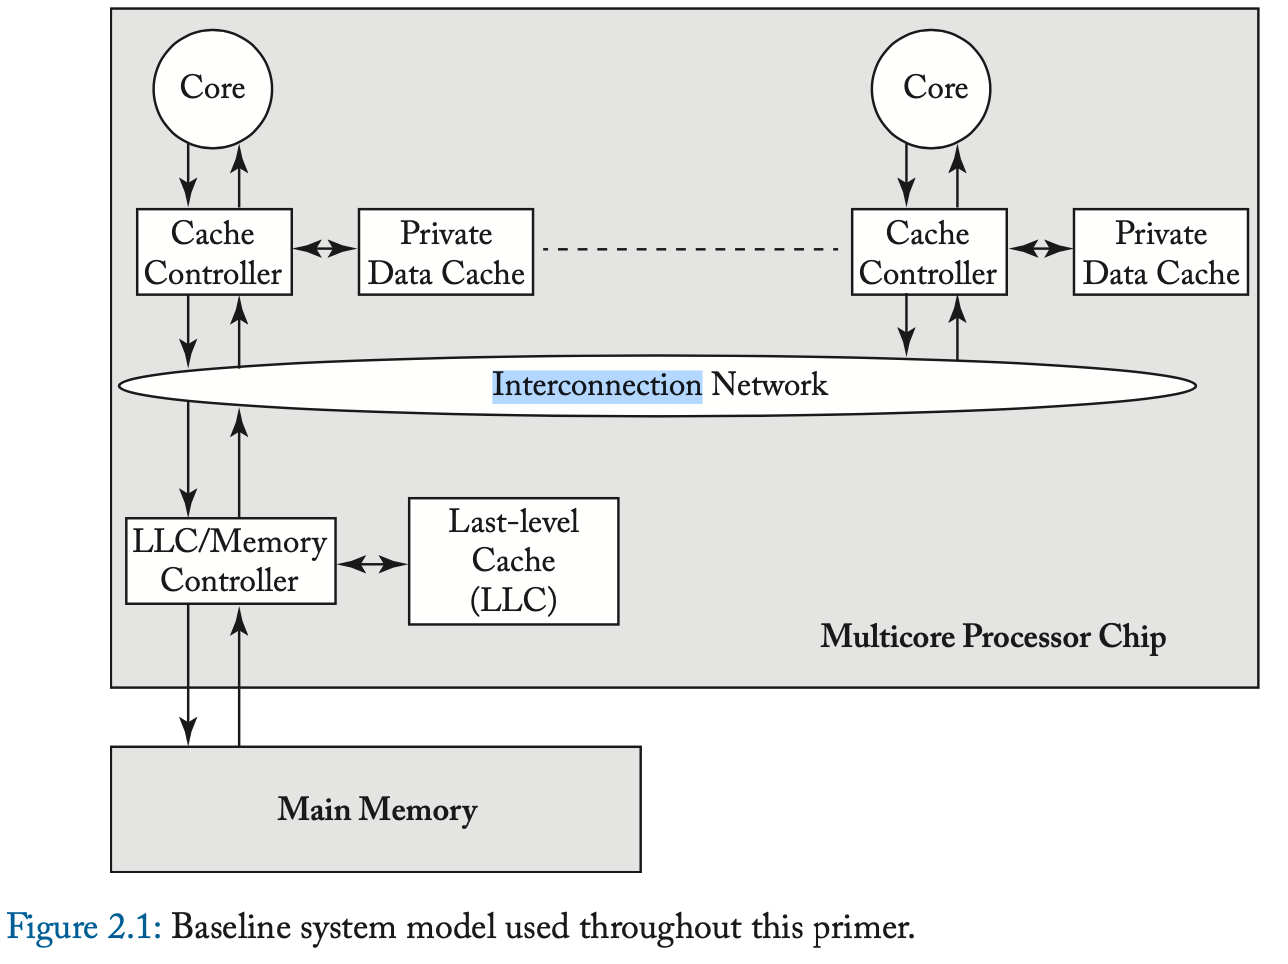 Core
Core
Cache
Controller
Private
Data Cache
Cache
Controller
Private
Data Cache
Interconnection Network
LLC/Memory
Controller
Last-level
Cache
(LLC)
Multicore Processor Chip
Main Memory
Figure 2.1: Baseline system model used throughout this primer.